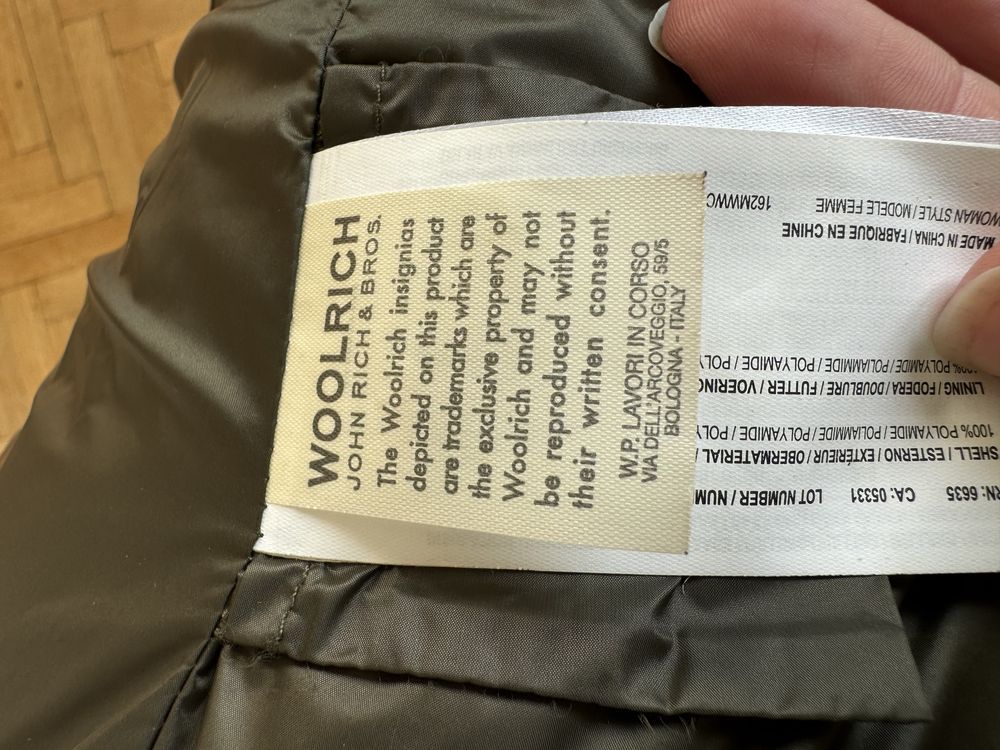 WOOLRICH
JOHN RICH & BROS.
The Woolrich insignias
depicted on this product
are trademarks which are
the exclusive property of
Woolrich and may not
be reproduced without
their written consent.
W.P. LAVORI IN CORSO
VIA DELL'ARCOVEGGIO, 59/5
BOLOGNA - ITALY
RN: 6635 CA: 05331 LOT NUMBER / NUM
SHELL / ESTERNO / EXTÉRIEUR / OBERMATERIAL /
100% POLYAMIDE / POLIAMMIDE / POLYAMIDE / POLY
LINING / FODERA / DOUBLURE / FUTTER / VOERING
100% POLYAMIDE / POLIAMMIDE / POLYAMIDE / POLY
MADE IN CHINA / FABRIQUE EN CHINE
WOMAN STYLE / MODELE FEMME 162MWWC